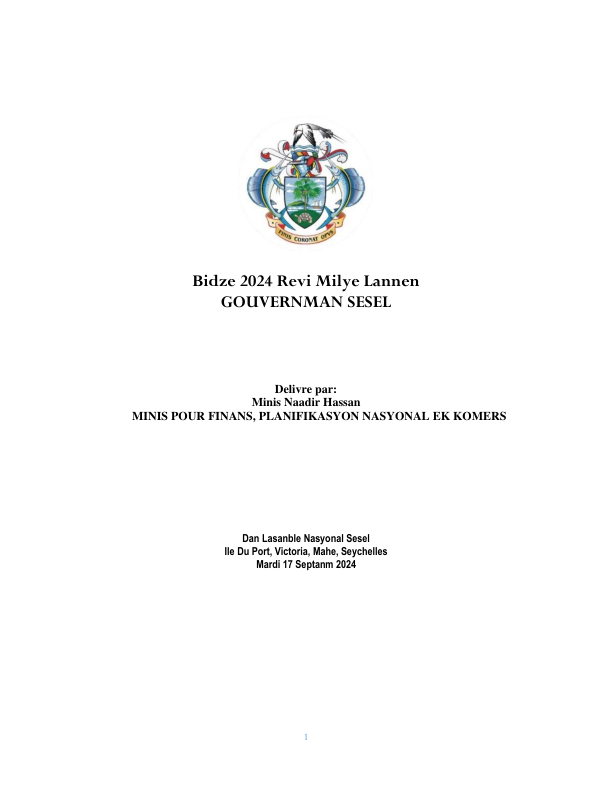 FINIS CORONAT OPUS
Bidze 2024 Revi Milye Lannen
GOUVERNMAN SESEL
Delivre par:
Minis Naadir Hassan
MINIS POUR FINANS, PLANIFIKASYON NASYONAL EK KOMERS
Dan Lasanble Nasyonal Sesel
Ile Du Port, Victoria, Mahe, Seychelles
Mardi 17 Septanm 2024
1